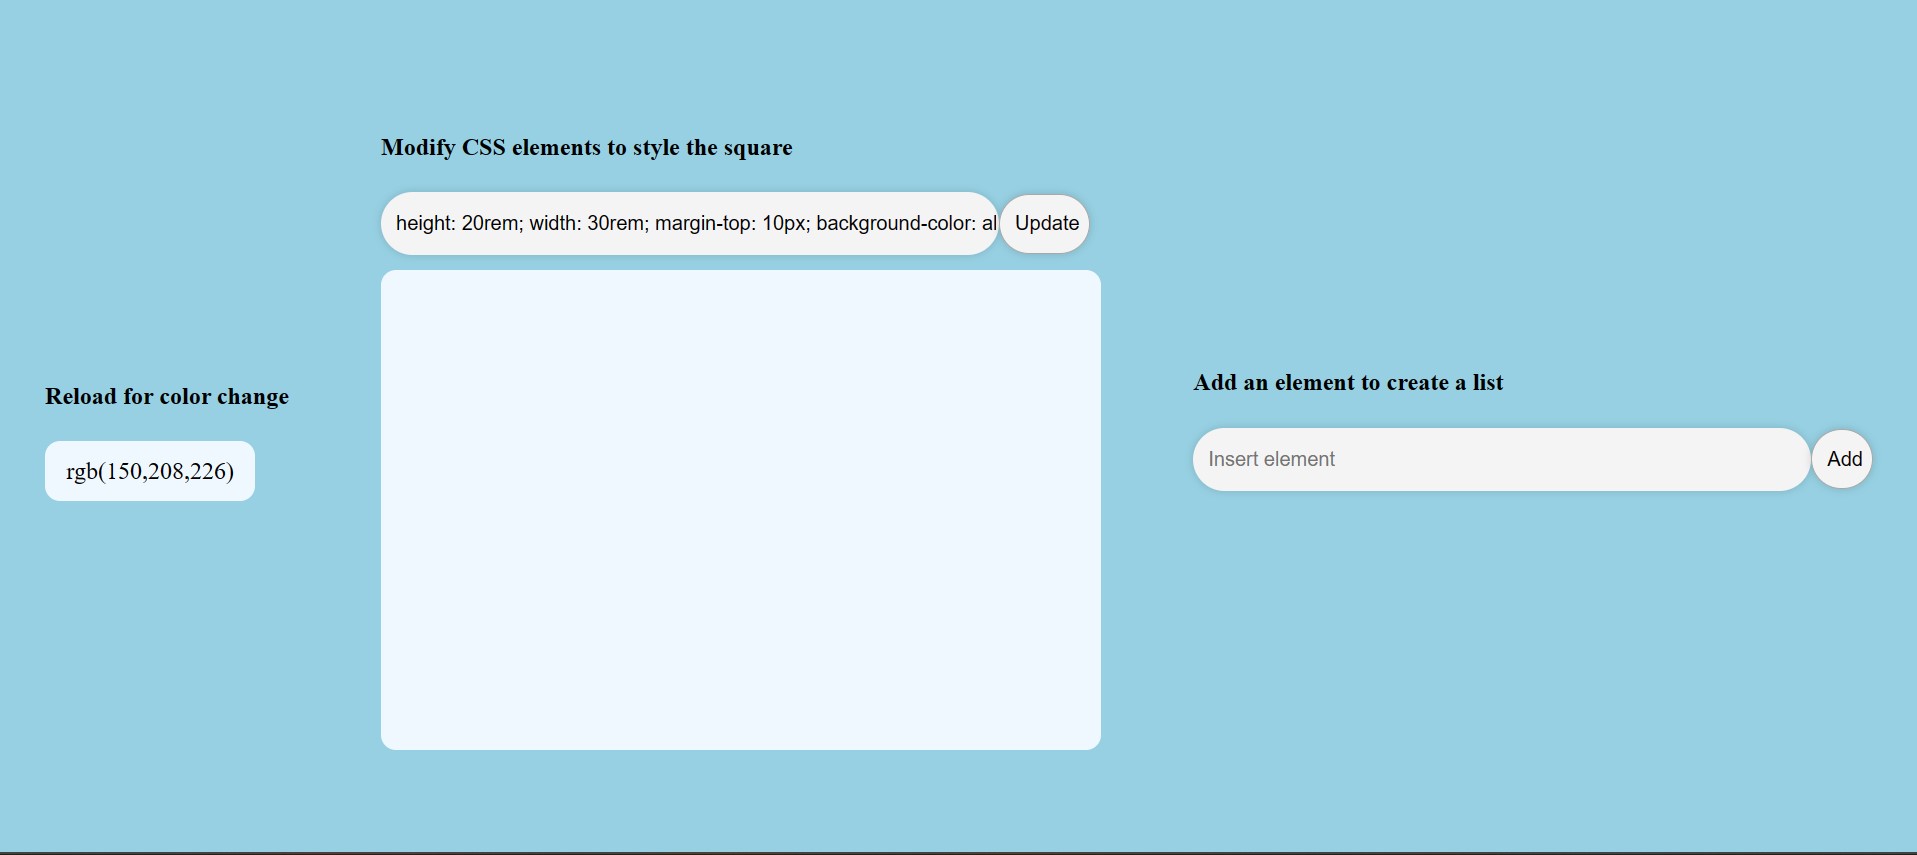 Modify CSS elements to style the square
height: 20rem; width: 30rem; margin-top: 10px; background-color: al
Update
Reload for color change
rgb(150,208,226)
Add an element to create a list
Insert element
Add